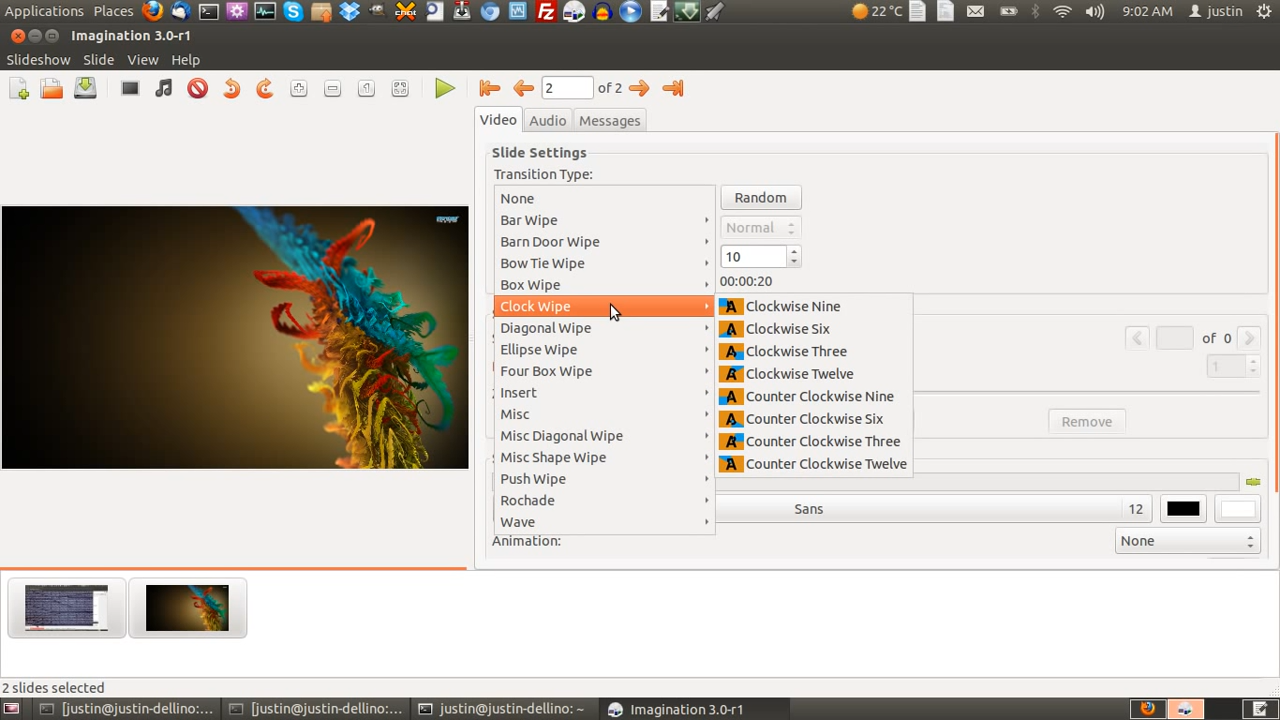 Applications Places 22 °C 9:02 AM justin
Imagination 3.0-r1
Slideshow Slide View Help
2 of 2
Video Audio Messages
Slide Settings
Transition Type:
None
Random
Bar Wipe
Normal
Barn Door Wipe
10
Bow Tie Wipe
00:00:20
Box Wipe
Clock Wipe
Clockwise Nine
Diagonal Wipe
Clockwise Six
of 0
Ellipse Wipe
Clockwise Three
Four Box Wipe
Clockwise Twelve
1
Insert
Counter Clockwise Nine
Misc
Counter Clockwise Six
Remove
Misc Diagonal Wipe
Counter Clockwise Three
Misc Shape Wipe
Counter Clockwise Twelve
Push Wipe
Rochade
Sans 12
Wave
Animation: None
2 slides selected
[justin@justin-dellino:... [justin@justin-dellino:... justin@justin-dellino: ~ Imagination 3.0-r1